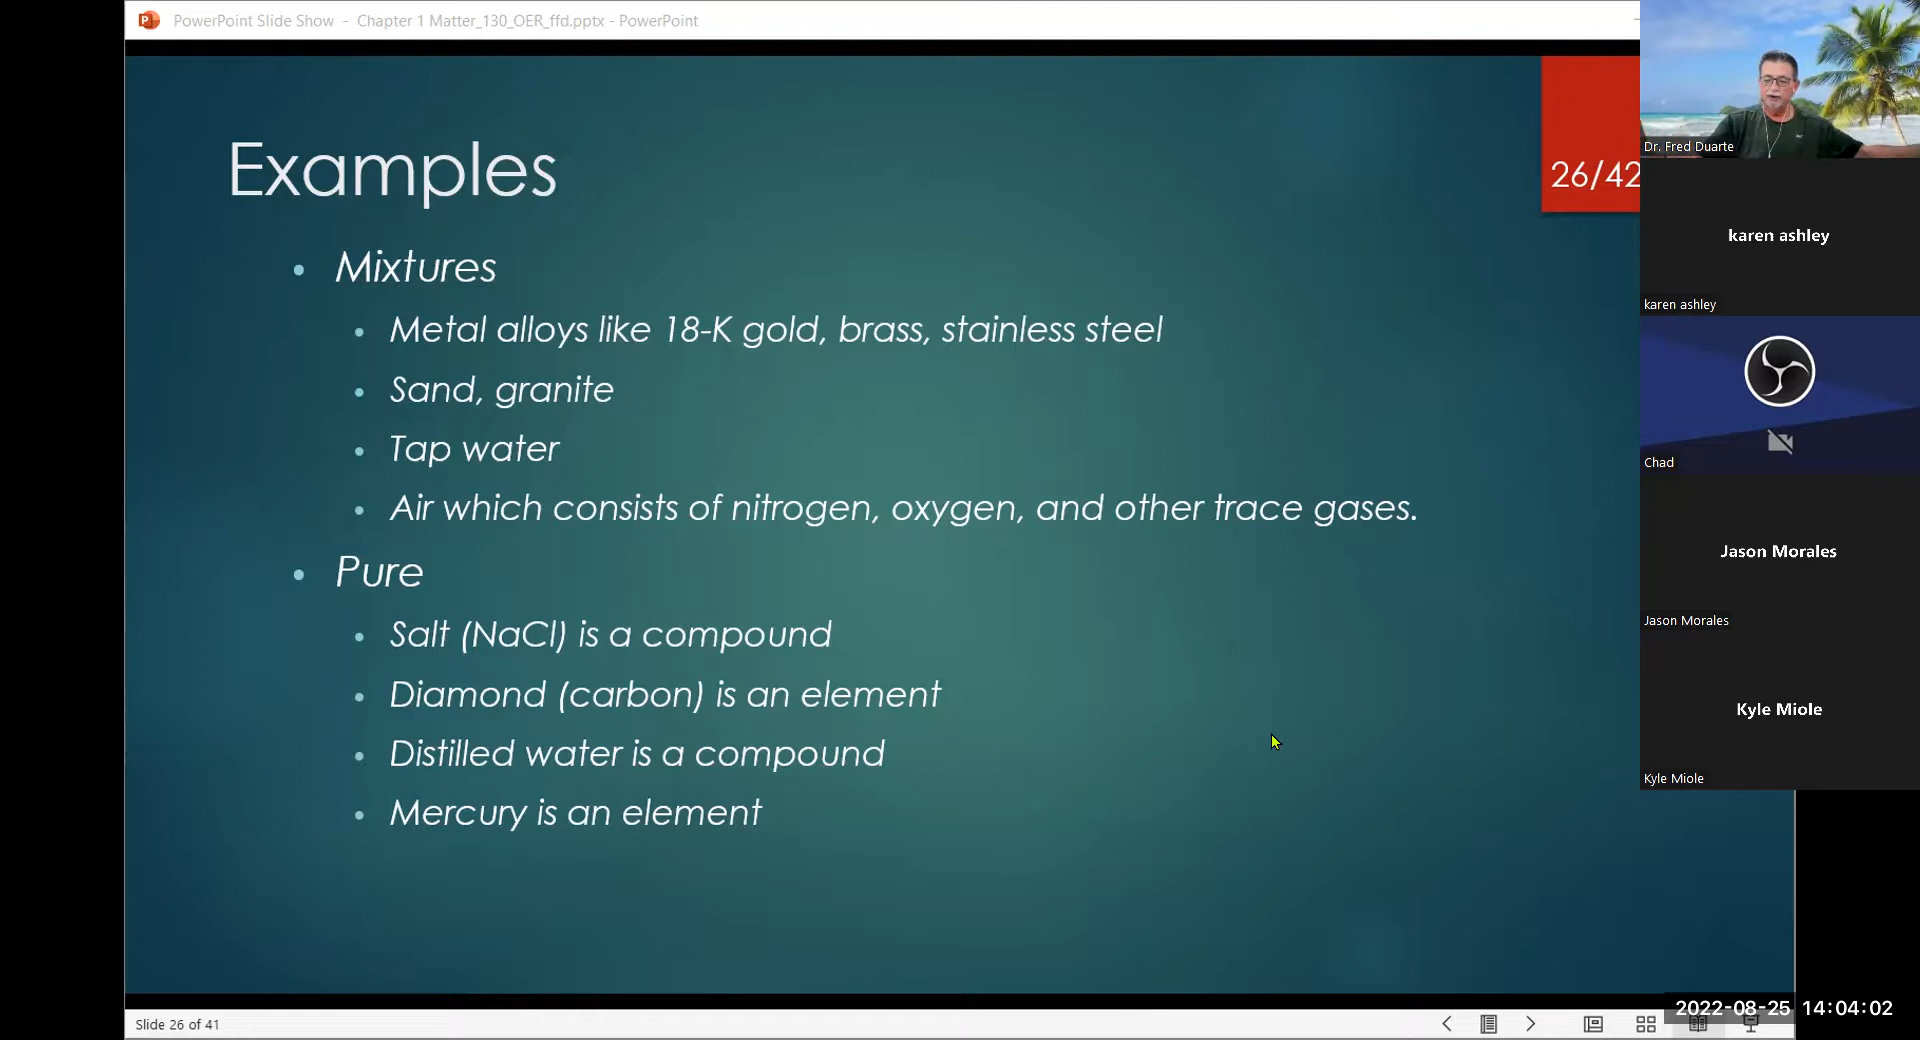 PowerPoint Slide Show - Chapter 1 Matter_130_OER_ffd.pptx - PowerPoint
Examples
26/42
Mixtures
Metal alloys like 18-K gold, brass, stainless steel
Sand, granite
Tap water
Air which consists of nitrogen, oxygen, and other trace gases.
Pure
Salt (NaCl) is a compound
Diamond (carbon) is an element
Distilled water is a compound
Mercury is an element
Dr. Fred Duarte
karen ashley
karen ashley
Chad
Jason Morales
Jason Morales
Kyle Miole
Kyle Miole
Slide 26 of 41
2022-08-25 14:04:02